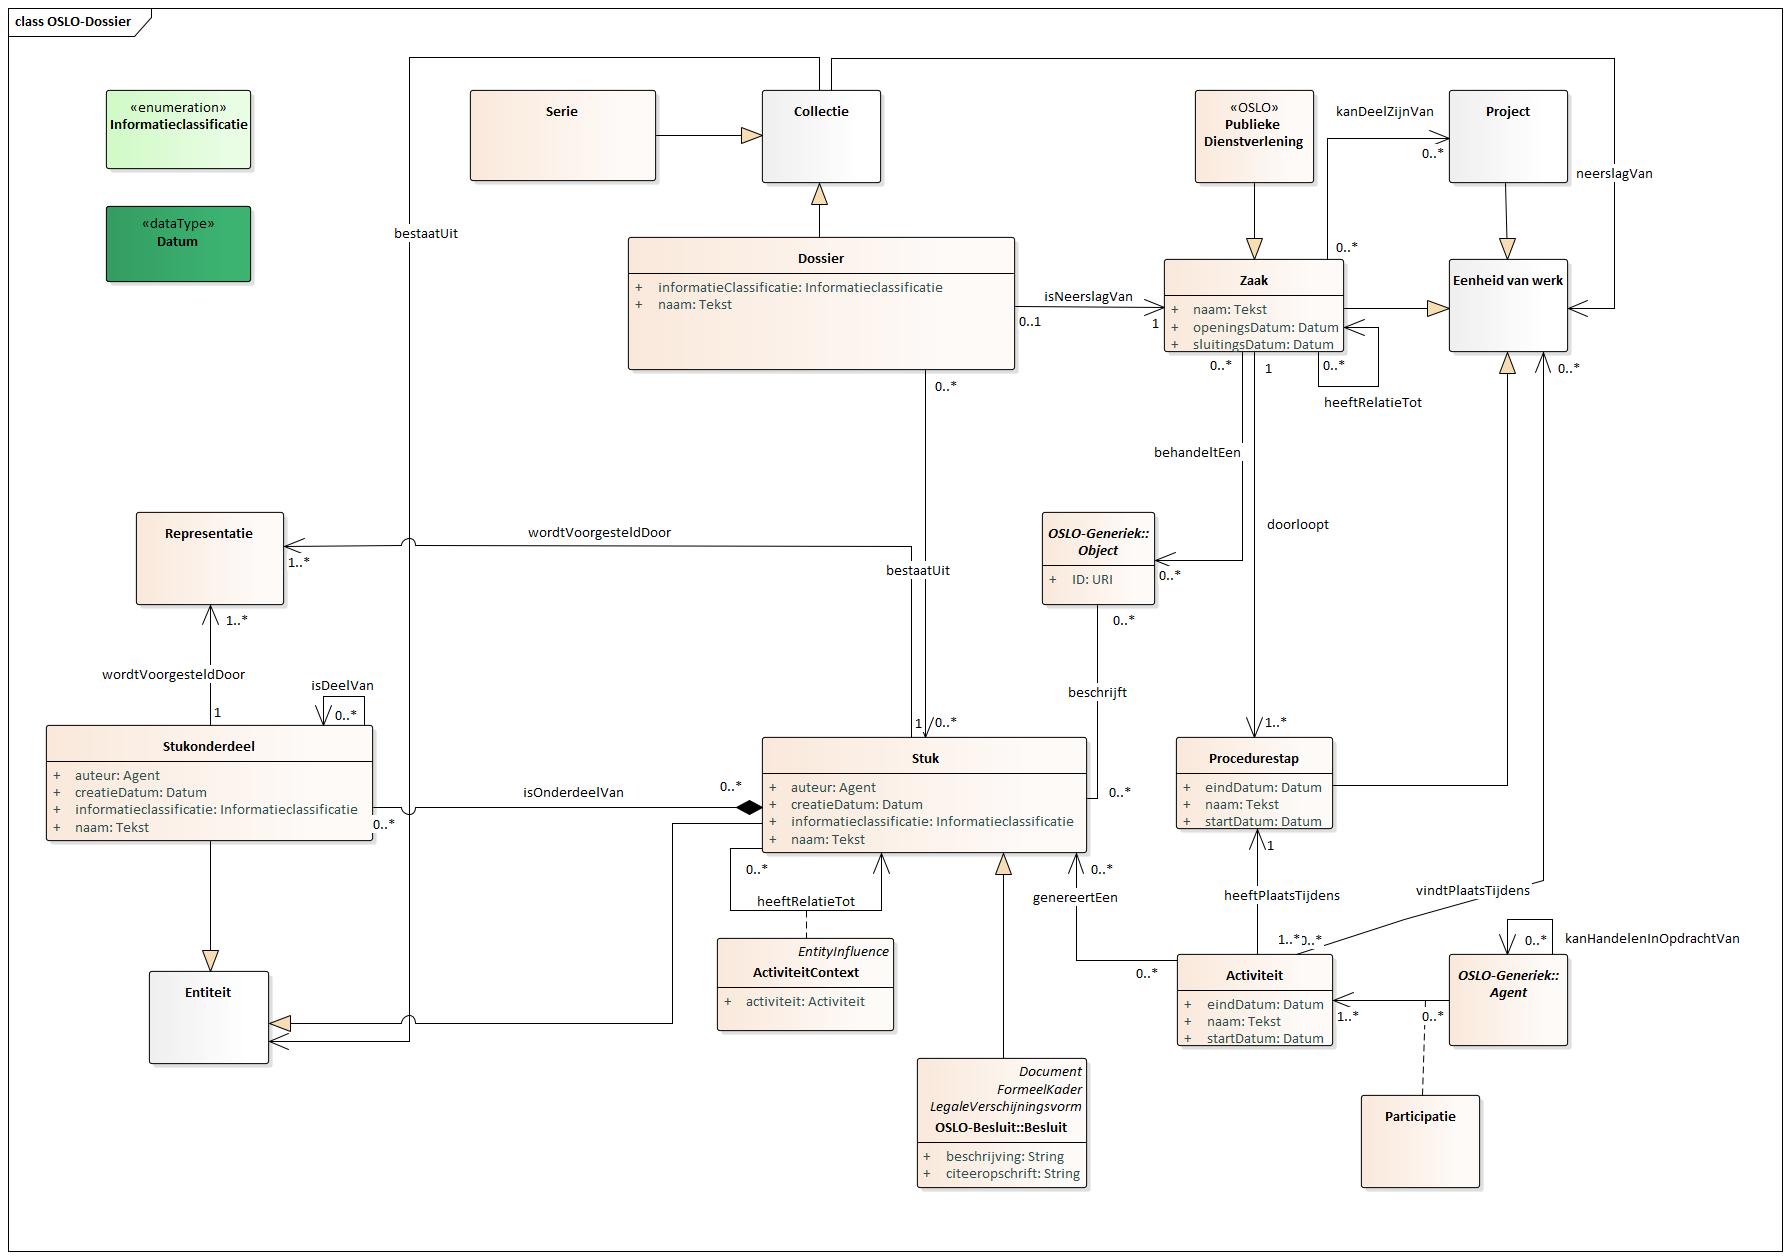 class OSLO-Dossier
«enumeration»
Informatieclassificatie
«dataType»
Datum
Serie
Collectie
«OSLO»
Publieke
Dienstverlening
kanDeelZijnVan
0..*
Project
neerslagVan
bestaatUit
0..*
Dossier
+ informatieClassificatie: Informatieclassificatie
+ naam: Tekst
isNeerslagVan
0..1
1
Zaak
+ naam: Tekst
+ openingsDatum: Datum
+ sluitingsDatum: Datum
Eenheid van werk
0..*
0..*
1
0..*
0..*
heeftRelatieTot
behandeltEen
doorloopt
Representatie
1..*
wordtVoorgesteldDoor
bestaatUit
OSLO-Generiek::
Object
+ ID: URI
0..*
0..*
1..*
wordtVoorgesteldDoor
1
isDeelVan
0..*
beschrijft
1
0..*
1..*
Stukonderdeel
+ auteur: Agent
+ creatieDatum: Datum
+ informatieclassificatie: Informatieclassificatie
+ naam: Tekst
0..*
isOnderdeelVan
0..*
Stuk
+ auteur: Agent
+ creatieDatum: Datum
+ informatieclassificatie: Informatieclassificatie
+ naam: Tekst
0..*
Procedurestap
+ eindDatum: Datum
+ naam: Tekst
+ startDatum: Datum
1
0..*
heeftRelatieTot
0..*
genereertEen
heeftPlaatsTijdens
vindtPlaatsTijdens
1..*
0..*
0..*
EntityInfluence
ActiviteitContext
+ activiteit: Activiteit
Entiteit
Activiteit
+ eindDatum: Datum
+ naam: Tekst
+ startDatum: Datum
0..*
kanHandelenInOpdrachtVan
OSLO-Generiek::
Agent
1..*
0..*
Document
FormeelKader
LegaleVerschijningsvorm
OSLO-Besluit::Besluit
+ beschrijving: String
+ citeeropschrift: String
Participatie